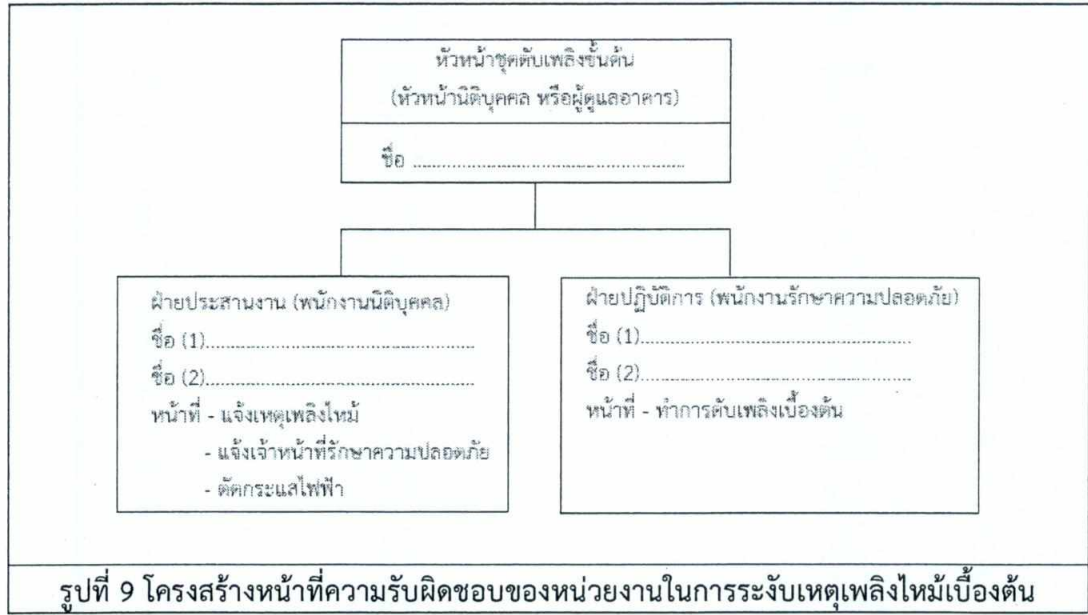 หัวหน้าชุดดับเพลิงขั้นต้น
(หัวหน้านิติบุคคล หรือผู้ดูแลอาคาร)
ชื่อ ........................................................
ฝ่ายประสานงาน (พนักงานนิติบุคคล)
ชื่อ (1)........................................................
ชื่อ (2)........................................................
หน้าที่ - แจ้งเหตุเพลิงไหม้
- แจ้งเจ้าหน้าที่รักษาความปลอดภัย
- ตัดกระแสไฟฟ้า
ฝ่ายปฏิบัติการ (พนักงานรักษาความปลอดภัย)
ชื่อ (1)........................................................
ชื่อ (2)........................................................
หน้าที่ - ทำการดับเพลิงเบื้องต้น
รูปที่ 9 โครงสร้างหน้าที่ความรับผิดชอบของหน่วยงานในการระงับเหตุเพลิงไหม้เบื้องต้น